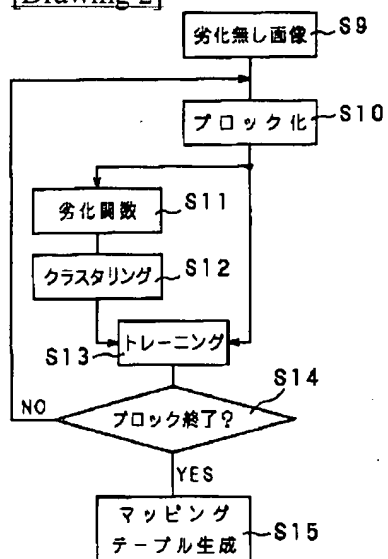 [Drawing 2]
劣化無し画像
S9
ブロック化
S10
劣化関数
S11
クラスタリング
S12
トレーニング
S13
S14
ブロック終了?
NO
YES
マッピング
テーブル生成
S15